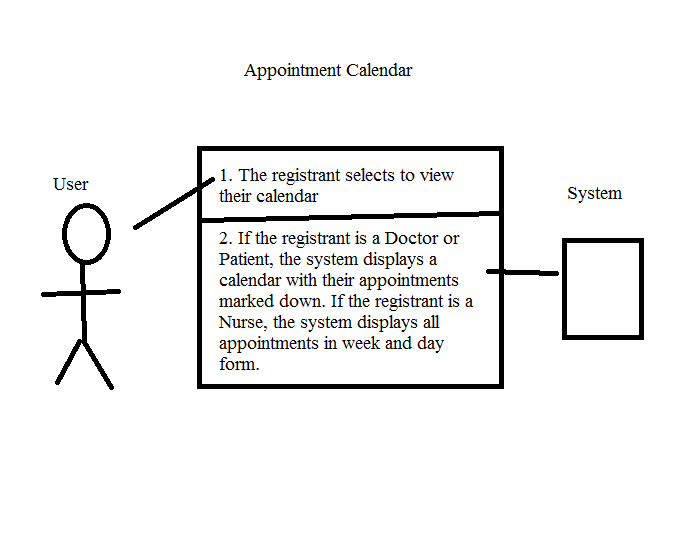 Appointment Calendar
User
1. The registrant selects to view
their calendar
System
2. If the registrant is a Doctor or
Patient, the system displays a
calendar with their appointments
marked down. If the registrant is a
Nurse, the system displays all
appointments in week and day
form.